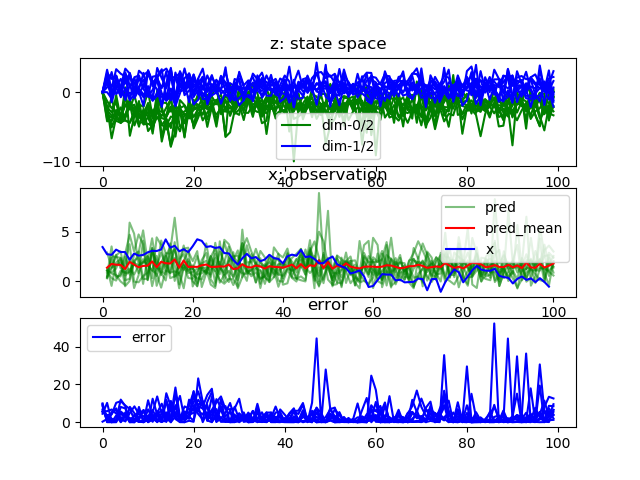 z: state space
0
−10
dim-0/2
dim-1/2
0 20 40 60 80 100
x: observation
5
0
pred
pred_mean
x
0 20 40 60 80 100
error
40
20
0
error
0 20 40 60 80 100